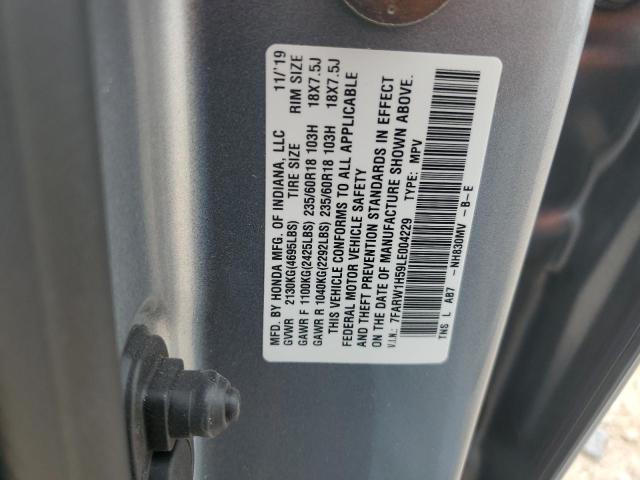 MFD. BY HONDA MFG. OF INDIANA, LLC 11/'19
GVWR 2130KG(4695LBS) TIRE SIZE RIM SIZE
GAWR F 1100KG(2425LBS) 235/60R18 103H 18X7.5J
GAWR R 1040KG(2292LBS) 235/60R18 103H 18X7.5J
THIS VEHICLE CONFORMS TO ALL APPLICABLE
FEDERAL MOTOR VEHICLE SAFETY
AND THEFT PREVENTION STANDARDS IN EFFECT
ON THE DATE OF MANUFACTURE SHOWN ABOVE.
V.I.N.: 7FARW1H59LE004229 TYPE: MPV
TNS L A87 -NH830MV -B-E